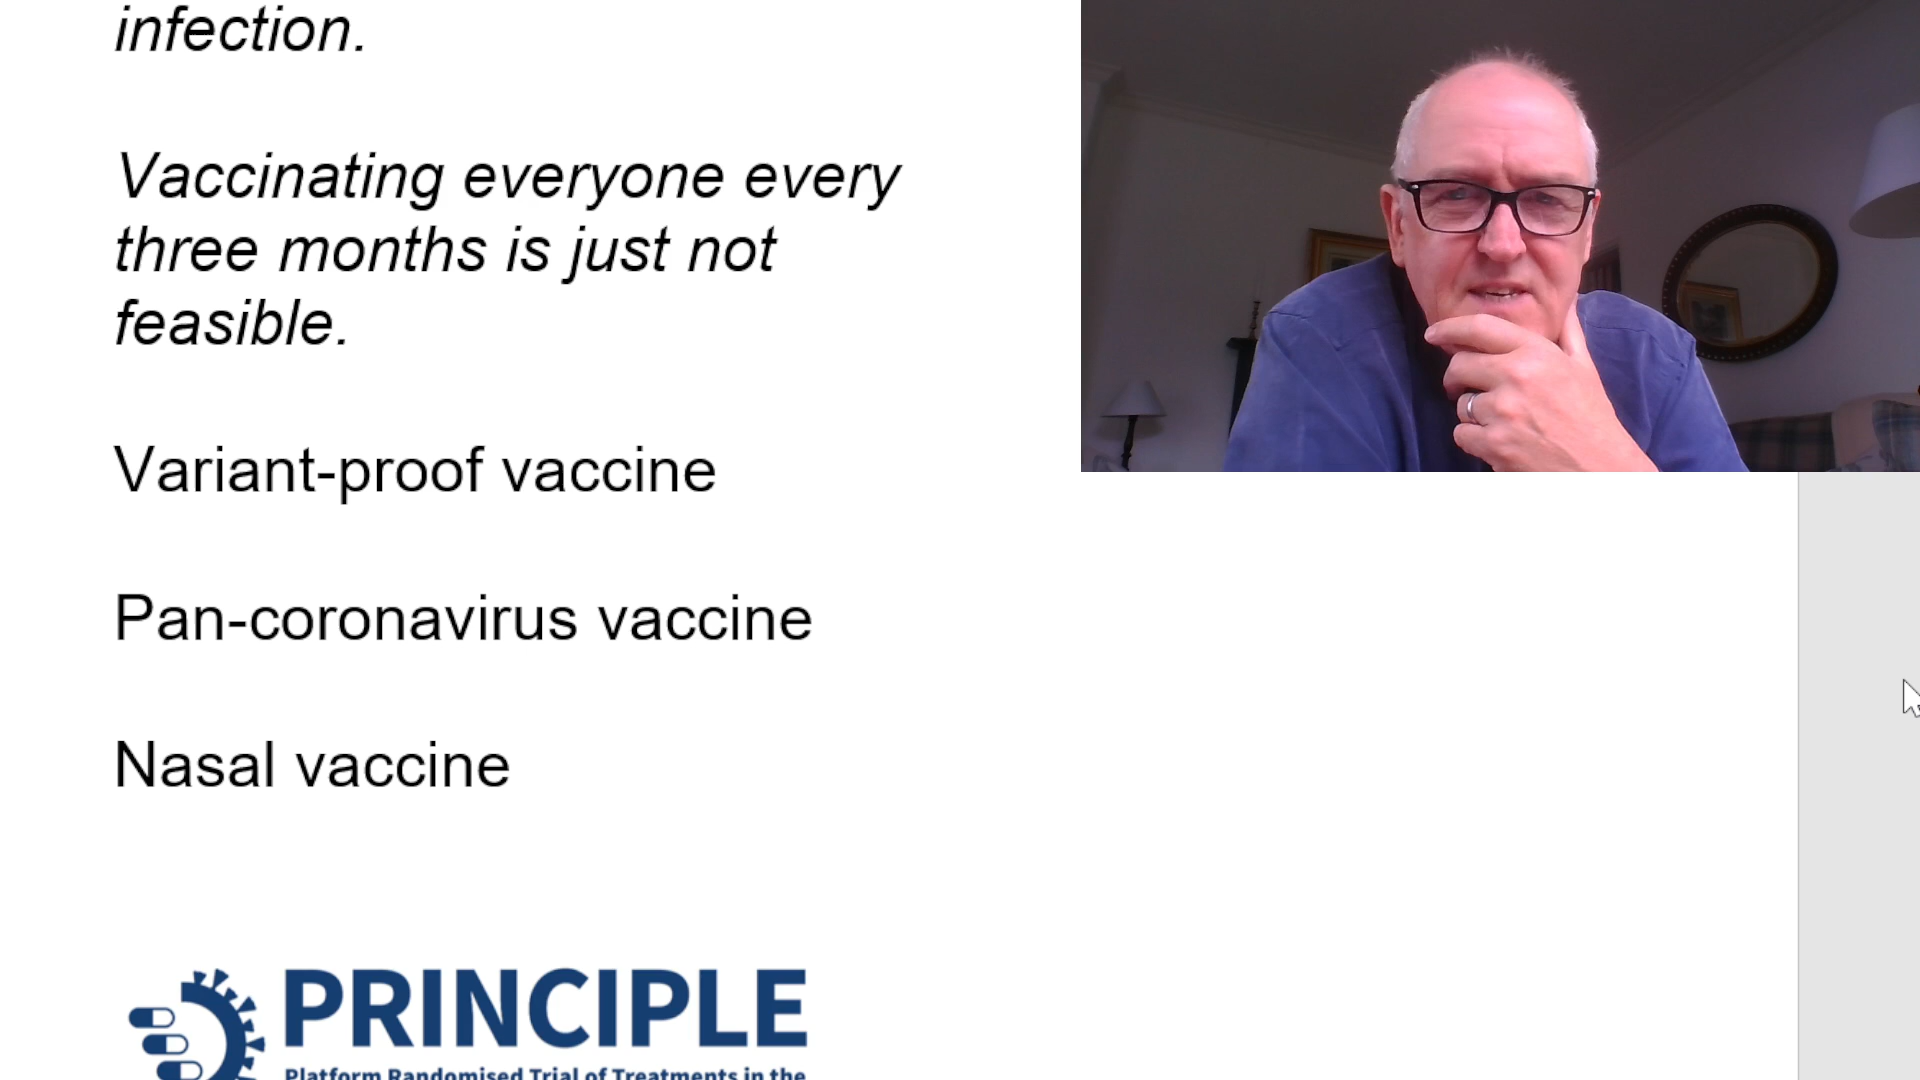 infection.
Vaccinating everyone every
three months is just not
feasible.
Variant-proof vaccine
Pan-coronavirus vaccine
Nasal vaccine
PRINCIPLE
Platform Randomised Trial of Treatments in the